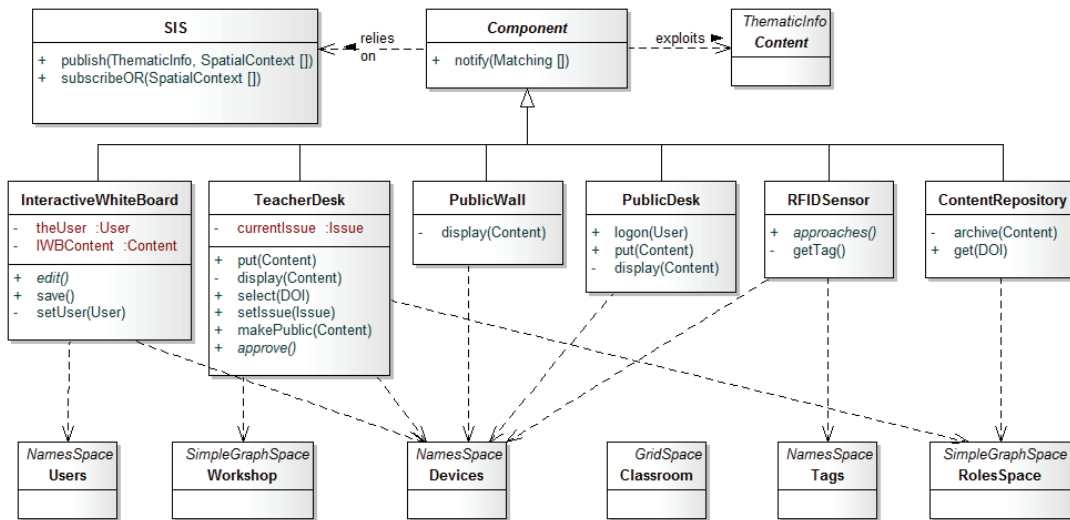 SIS
+ publish(ThematicInfo, SpatialContext [])
+ subscribeOR(SpatialContext [])
relies
on
Component
+ notify(Matching [])
exploits
ThematicInfo
Content
InteractiveWhiteBoard
- theUser :User
- IWBContent :Content
+ edit()
+ save()
- setUser(User)
TeacherDesk
- currentIssue :Issue
+ put(Content)
- display(Content)
+ select(DOI)
+ setIssue(Issue)
+ makePublic(Content)
+ approve()
PublicWall
- display(Content)
PublicDesk
+ logon(User)
+ put(Content)
- display(Content)
RFIDSensor
+ approaches()
- getTag()
ContentRepository
- archive(Content)
+ get(DOI)
NamesSpace
Users
SimpleGraphSpace
Workshop
NamesSpace
Devices
GridSpace
Classroom
NamesSpace
Tags
SimpleGraphSpace
RolesSpace